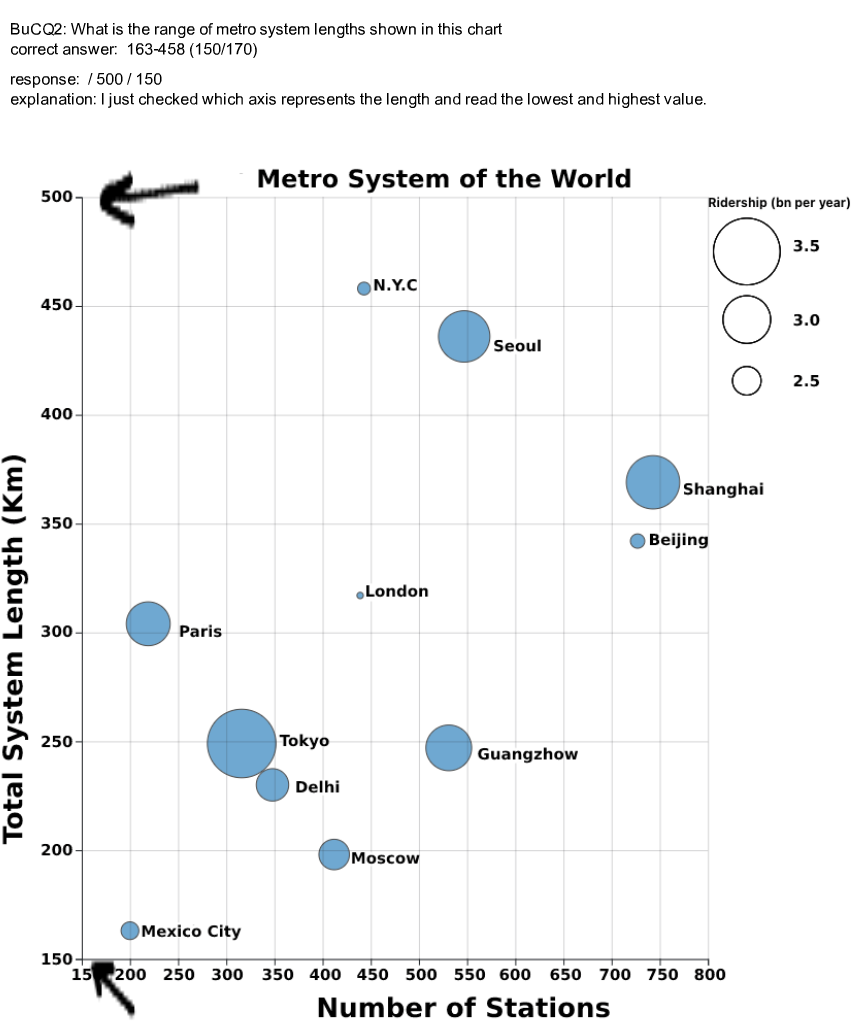 BuCQ2: What is the range of metro system lengths shown in this chart
correct answer:  163-458 (150/170)
response:  / 500 / 150
explanation: I just checked which axis represents the length and read the lowest and highest value.
Metro System of the World
Ridership (bn per year)
3.5
3.0
2.5
500
450
400
350
300
250
200
150
Total System Length (Km)
N.Y.C
Seoul
Shanghai
Beijing
London
Paris
Tokyo
Guangzhow
Delhi
Moscow
Mexico City
200 250 300 350 400 450 500 550 600 650 700 750 800
Number of Stations